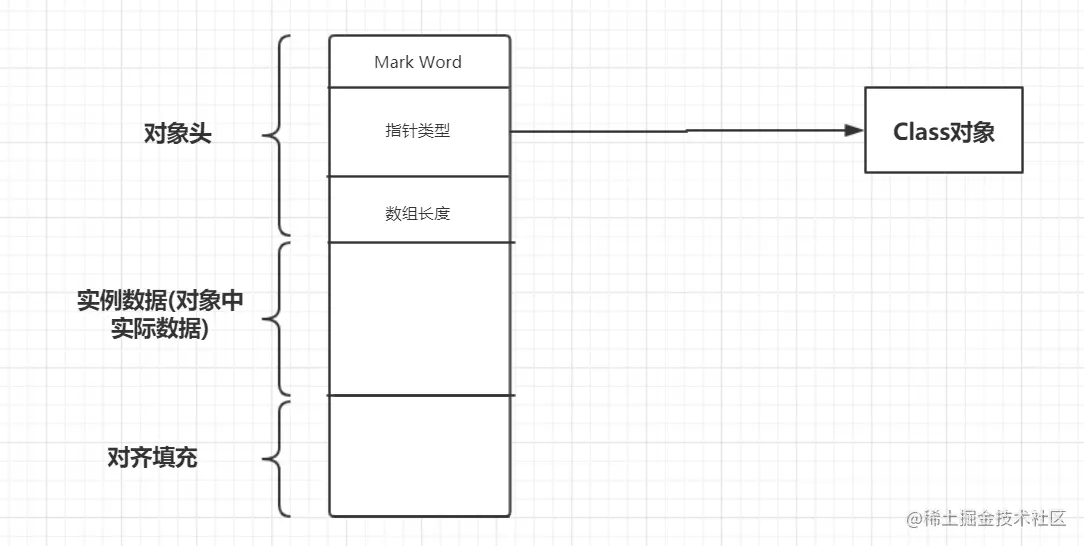 Mark Word
对象头
指针类型
Class对象
数组长度
实例数据(对象中
实际数据)
对齐填充
@稀土掘金技术社区